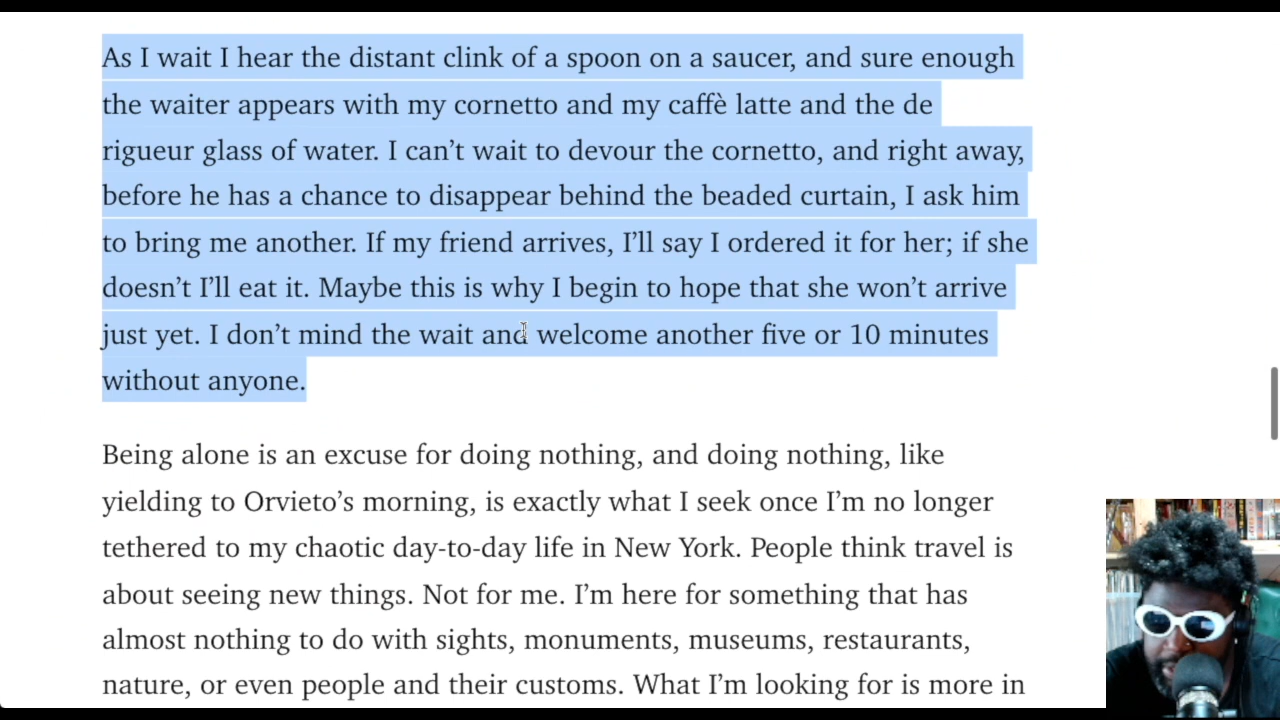 As I wait I hear the distant clink of a spoon on a saucer, and sure enough
the waiter appears with my cornetto and my caffè latte and the de
rigueur glass of water. I can’t wait to devour the cornetto, and right away,
before he has a chance to disappear behind the beaded curtain, I ask him
to bring me another. If my friend arrives, I’ll say I ordered it for her; if she
doesn’t I’ll eat it. Maybe this is why I begin to hope that she won’t arrive
just yet. I don’t mind the wait and welcome another five or 10 minutes
without anyone.
Being alone is an excuse for doing nothing, and doing nothing, like
yielding to Orvieto’s morning, is exactly what I seek once I’m no longer
tethered to my chaotic day-to-day life in New York. People think travel is
about seeing new things. Not for me. I’m here for something that has
almost nothing to do with sights, monuments, museums, restaurants,
nature, or even people and their customs. What I’m looking for is more in